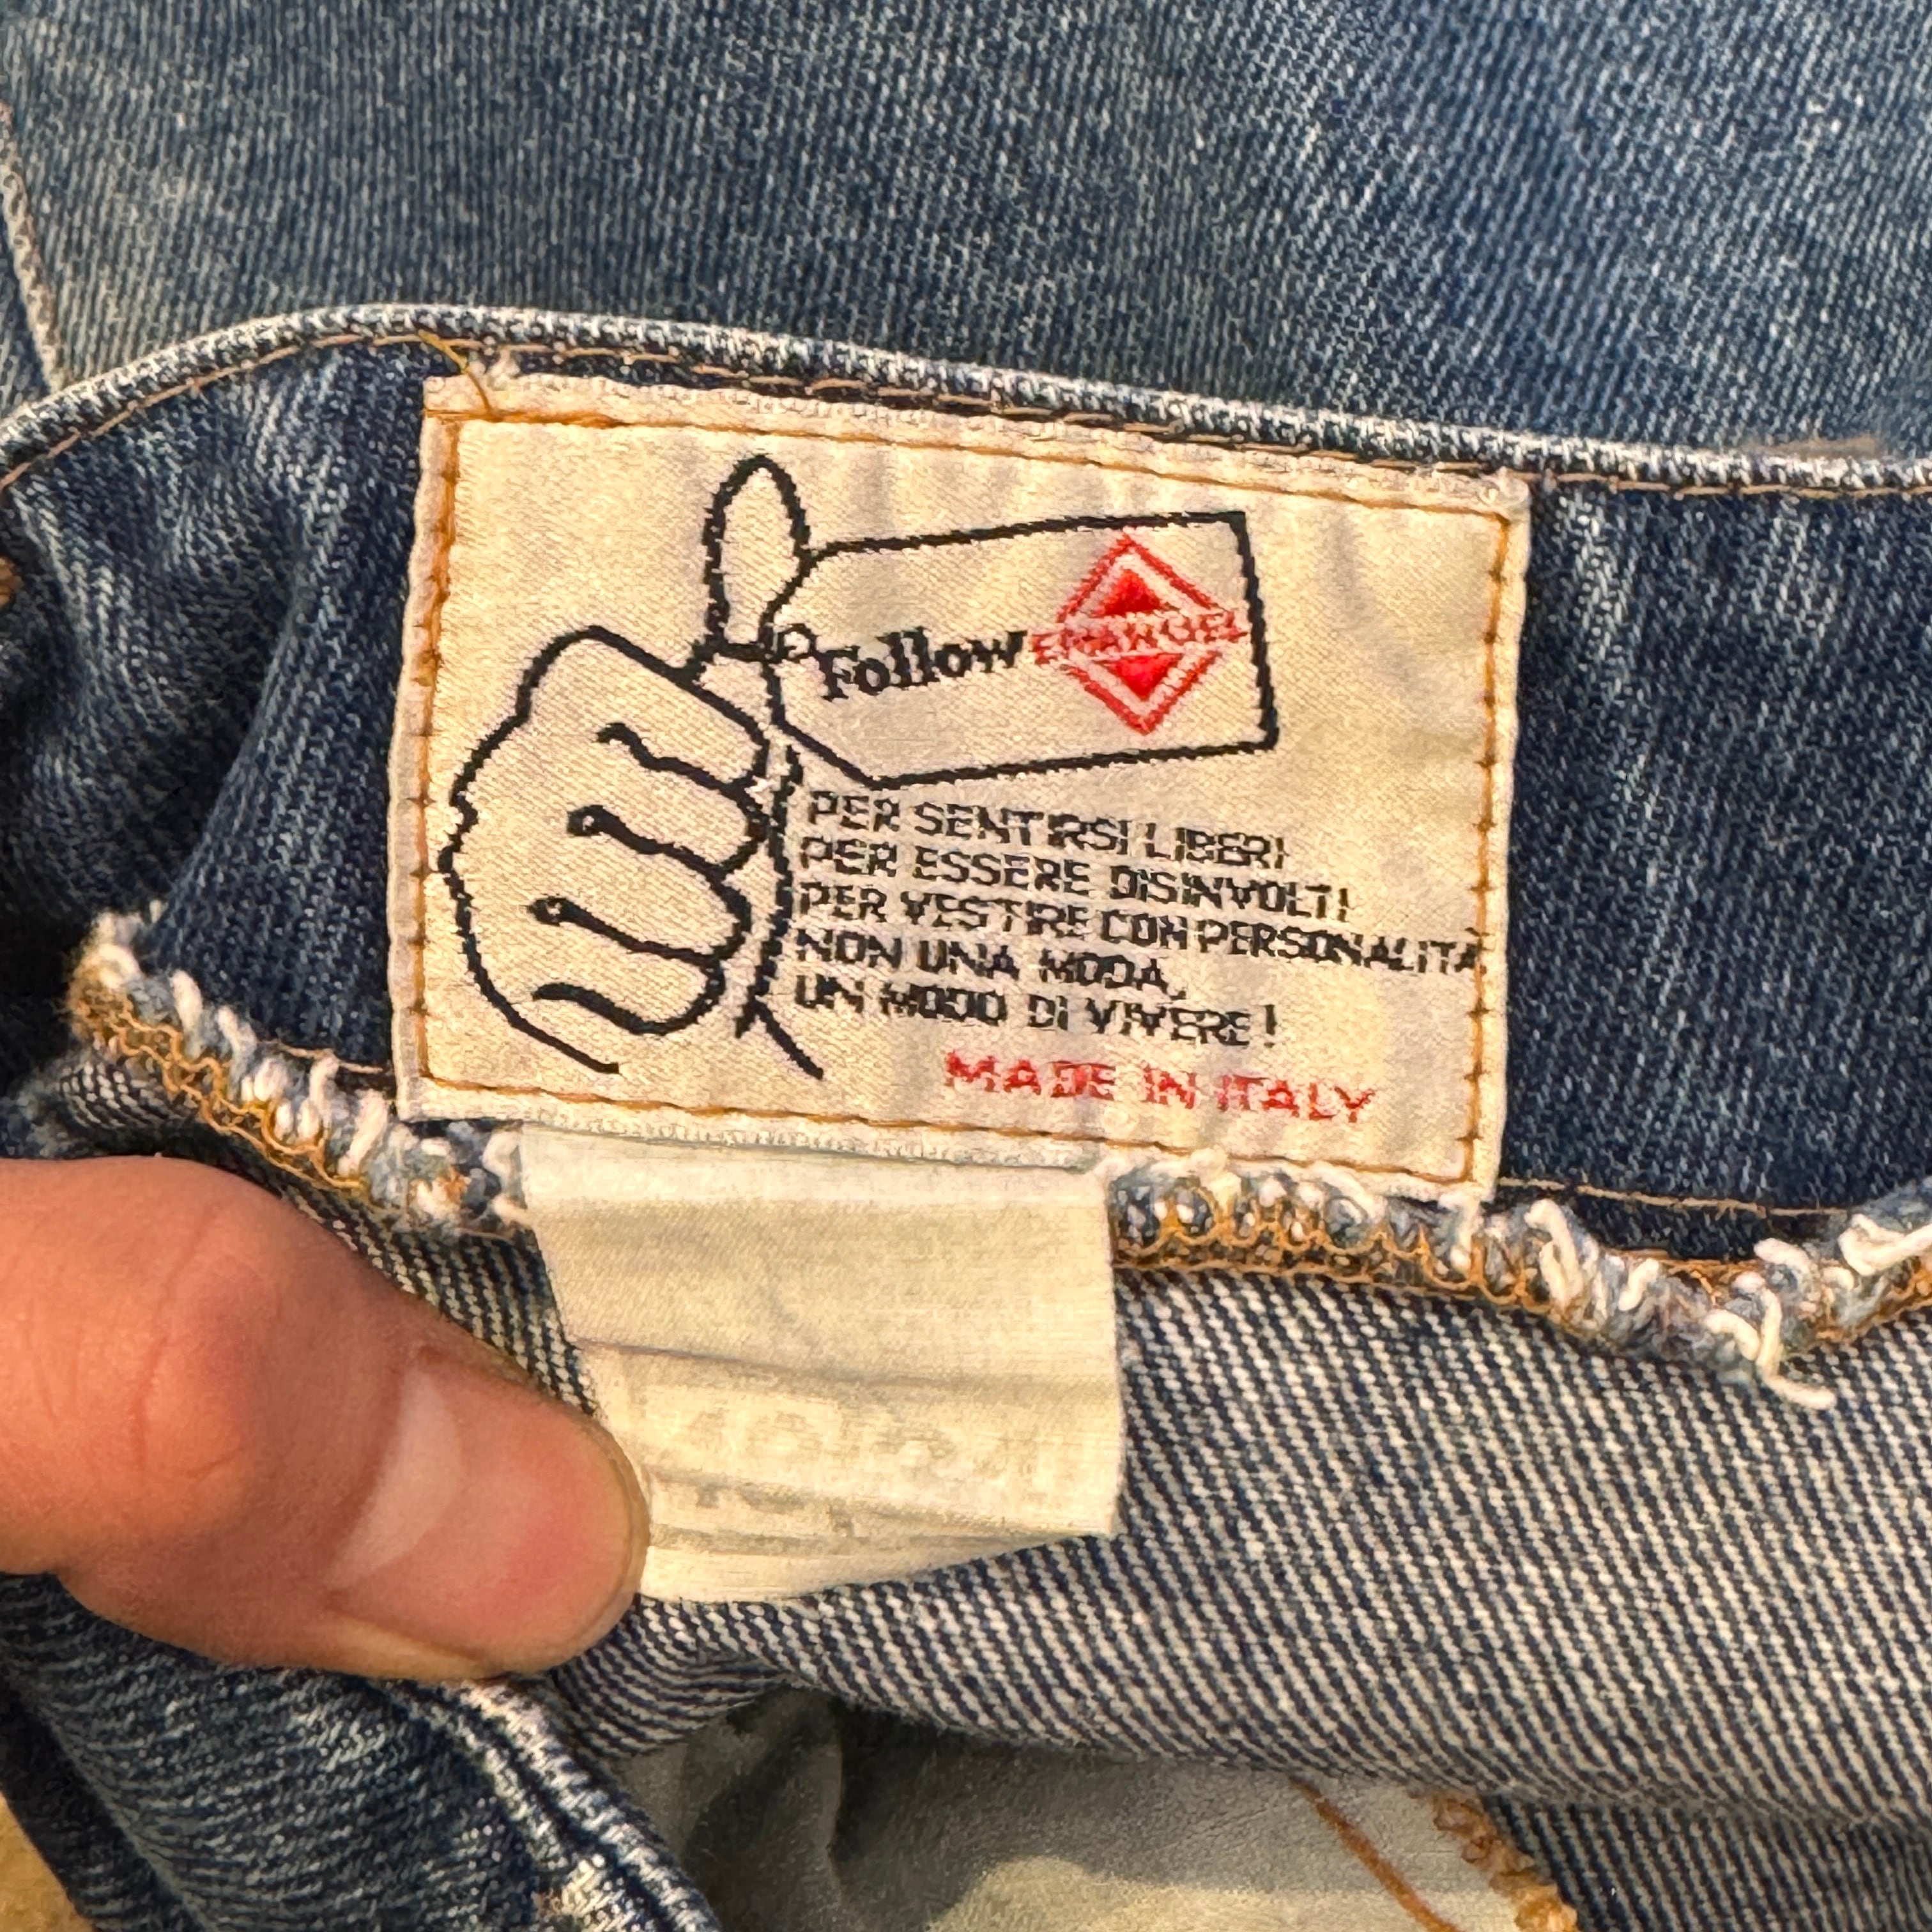 Follow EMANUEL
PER SENTIRSI LIBERI
PER ESSERE DISINVOLTI
PER VESTIRE CON PERSONALITÀ
NON UNA MODA,
UN MODO DI VIVERE!
MADE IN ITALY